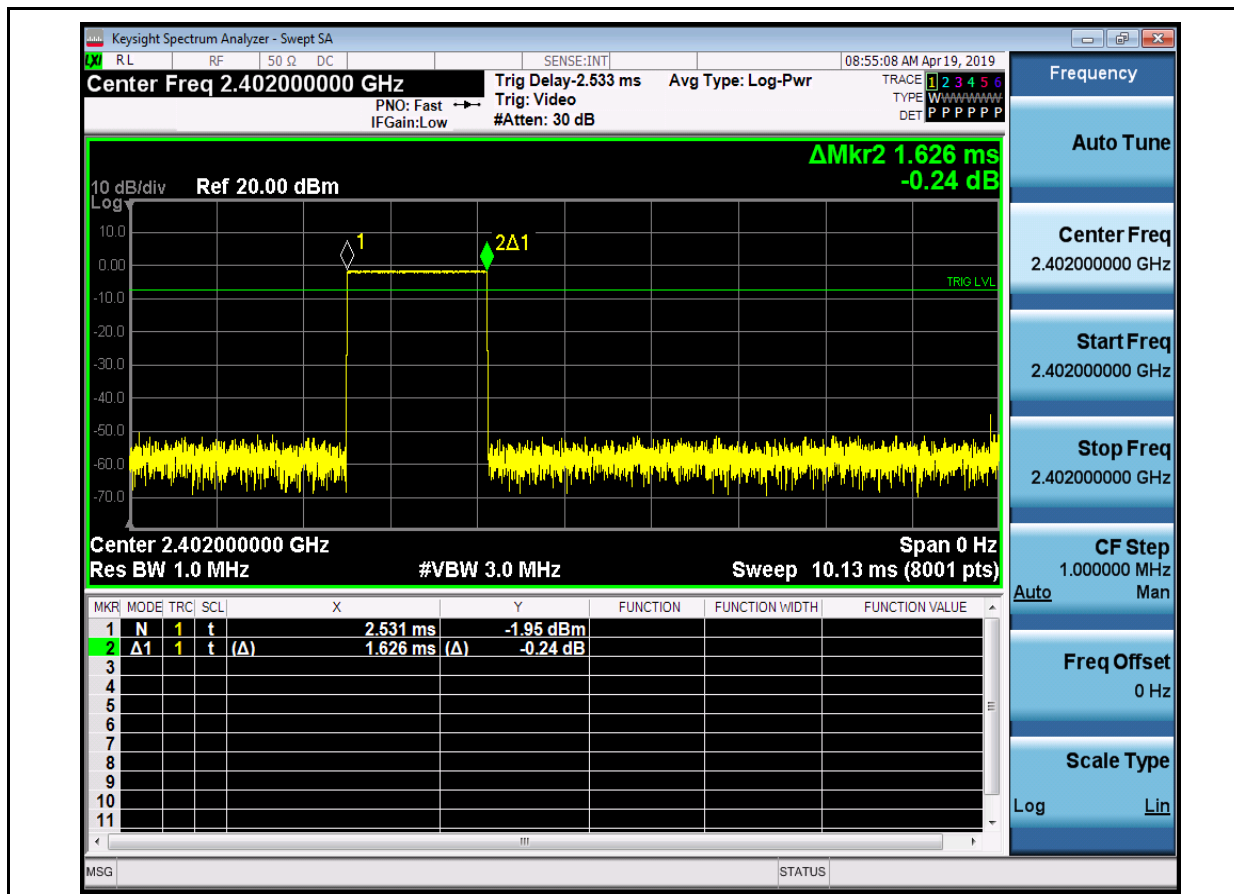 Keysight Spectrum Analyzer - Swept SA
LXI RL RF 50 Ω DC SENSE:INT 08:55:08 AM Apr 19, 2019
Center Freq 2.402000000 GHz
PNO: Fast
IFGain:Low
Trig Delay-2.533 ms
Trig: Video
#Atten: 30 dB
Avg Type: Log-Pwr
TRACE 1 2 3 4 5 6
TYPE WWWWWW
DET P P P P P P
ΔMkr2 1.626 ms
-0.24 dB
10 dB/div Ref 20.00 dBm
Log
10.0
0.00
-10.0
-20.0
-30.0
-40.0
-50.0
-60.0
-70.0
1
2Δ1
TRIG LVL
Center 2.402000000 GHz Span 0 Hz
Res BW 1.0 MHz #VBW 3.0 MHz Sweep 10.13 ms (8001 pts)
MKR MODE TRC SCL X Y FUNCTION FUNCTION WIDTH FUNCTION VALUE
1 N 1 t 2.531 ms -1.95 dBm
2 Δ1 1 t (Δ) 1.626 ms (Δ) -0.24 dB
3
4
5
6
7
8
9
10
11
MSG STATUS
Frequency
Auto Tune
Center Freq
2.402000000 GHz
Start Freq
2.402000000 GHz
Stop Freq
2.402000000 GHz
CF Step
1.000000 MHz
Auto Man
Freq Offset
0 Hz
Scale Type
Log Lin